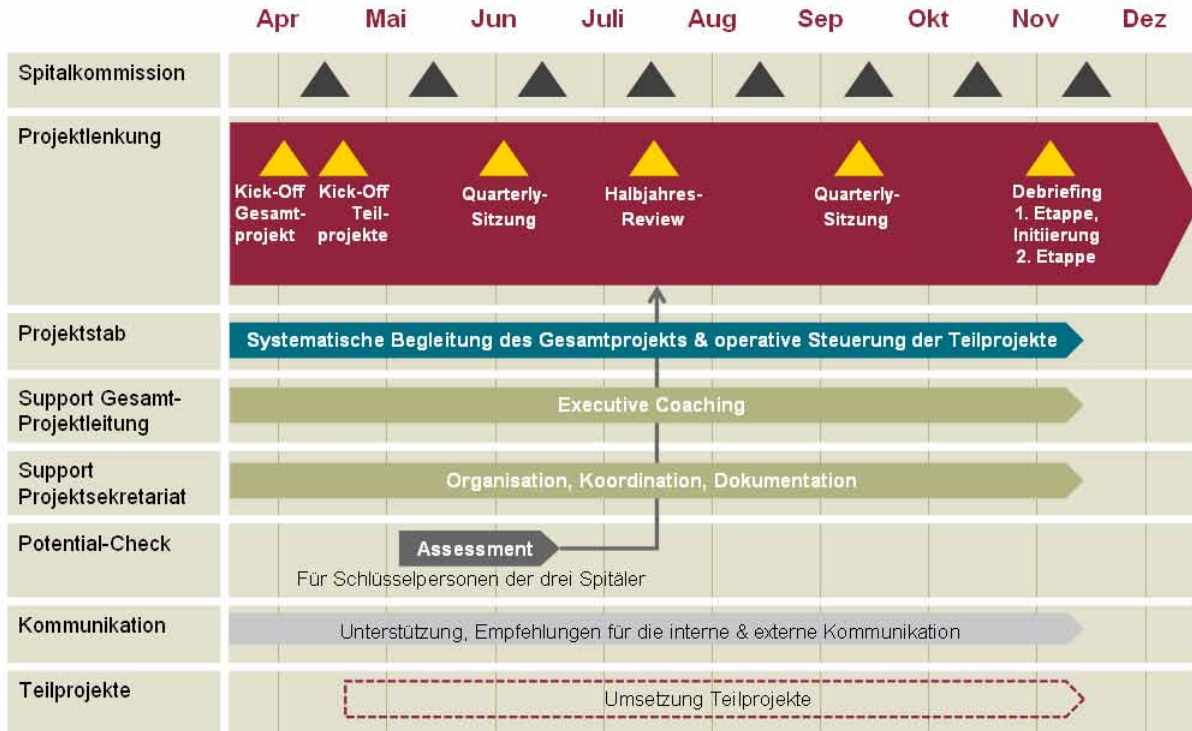 Apr Mai Jun Juli Aug Sep Okt Nov Dez
Spitalkommission
Projektlenkung
Kick-Off
Gesamt-
projekt
Kick-Off
Teil-
projekte
Quarterly-
Sitzung
Halbjahres-
Review
Quarterly-
Sitzung
Debriefing
1. Etappe,
Initiierung
2. Etappe
Projektstab
Systematische Begleitung des Gesamtprojekts & operative Steuerung der Teilprojekte
Support Gesamt-
Projektleitung
Executive Coaching
Support
Projektsekretariat
Organisation, Koordination, Dokumentation
Potential-Check
Assessment
Für Schlüsselpersonen der drei Spitäler
Kommunikation
Unterstützung, Empfehlungen für die interne & externe Kommunikation
Teilprojekte
Umsetzung Teilprojekte